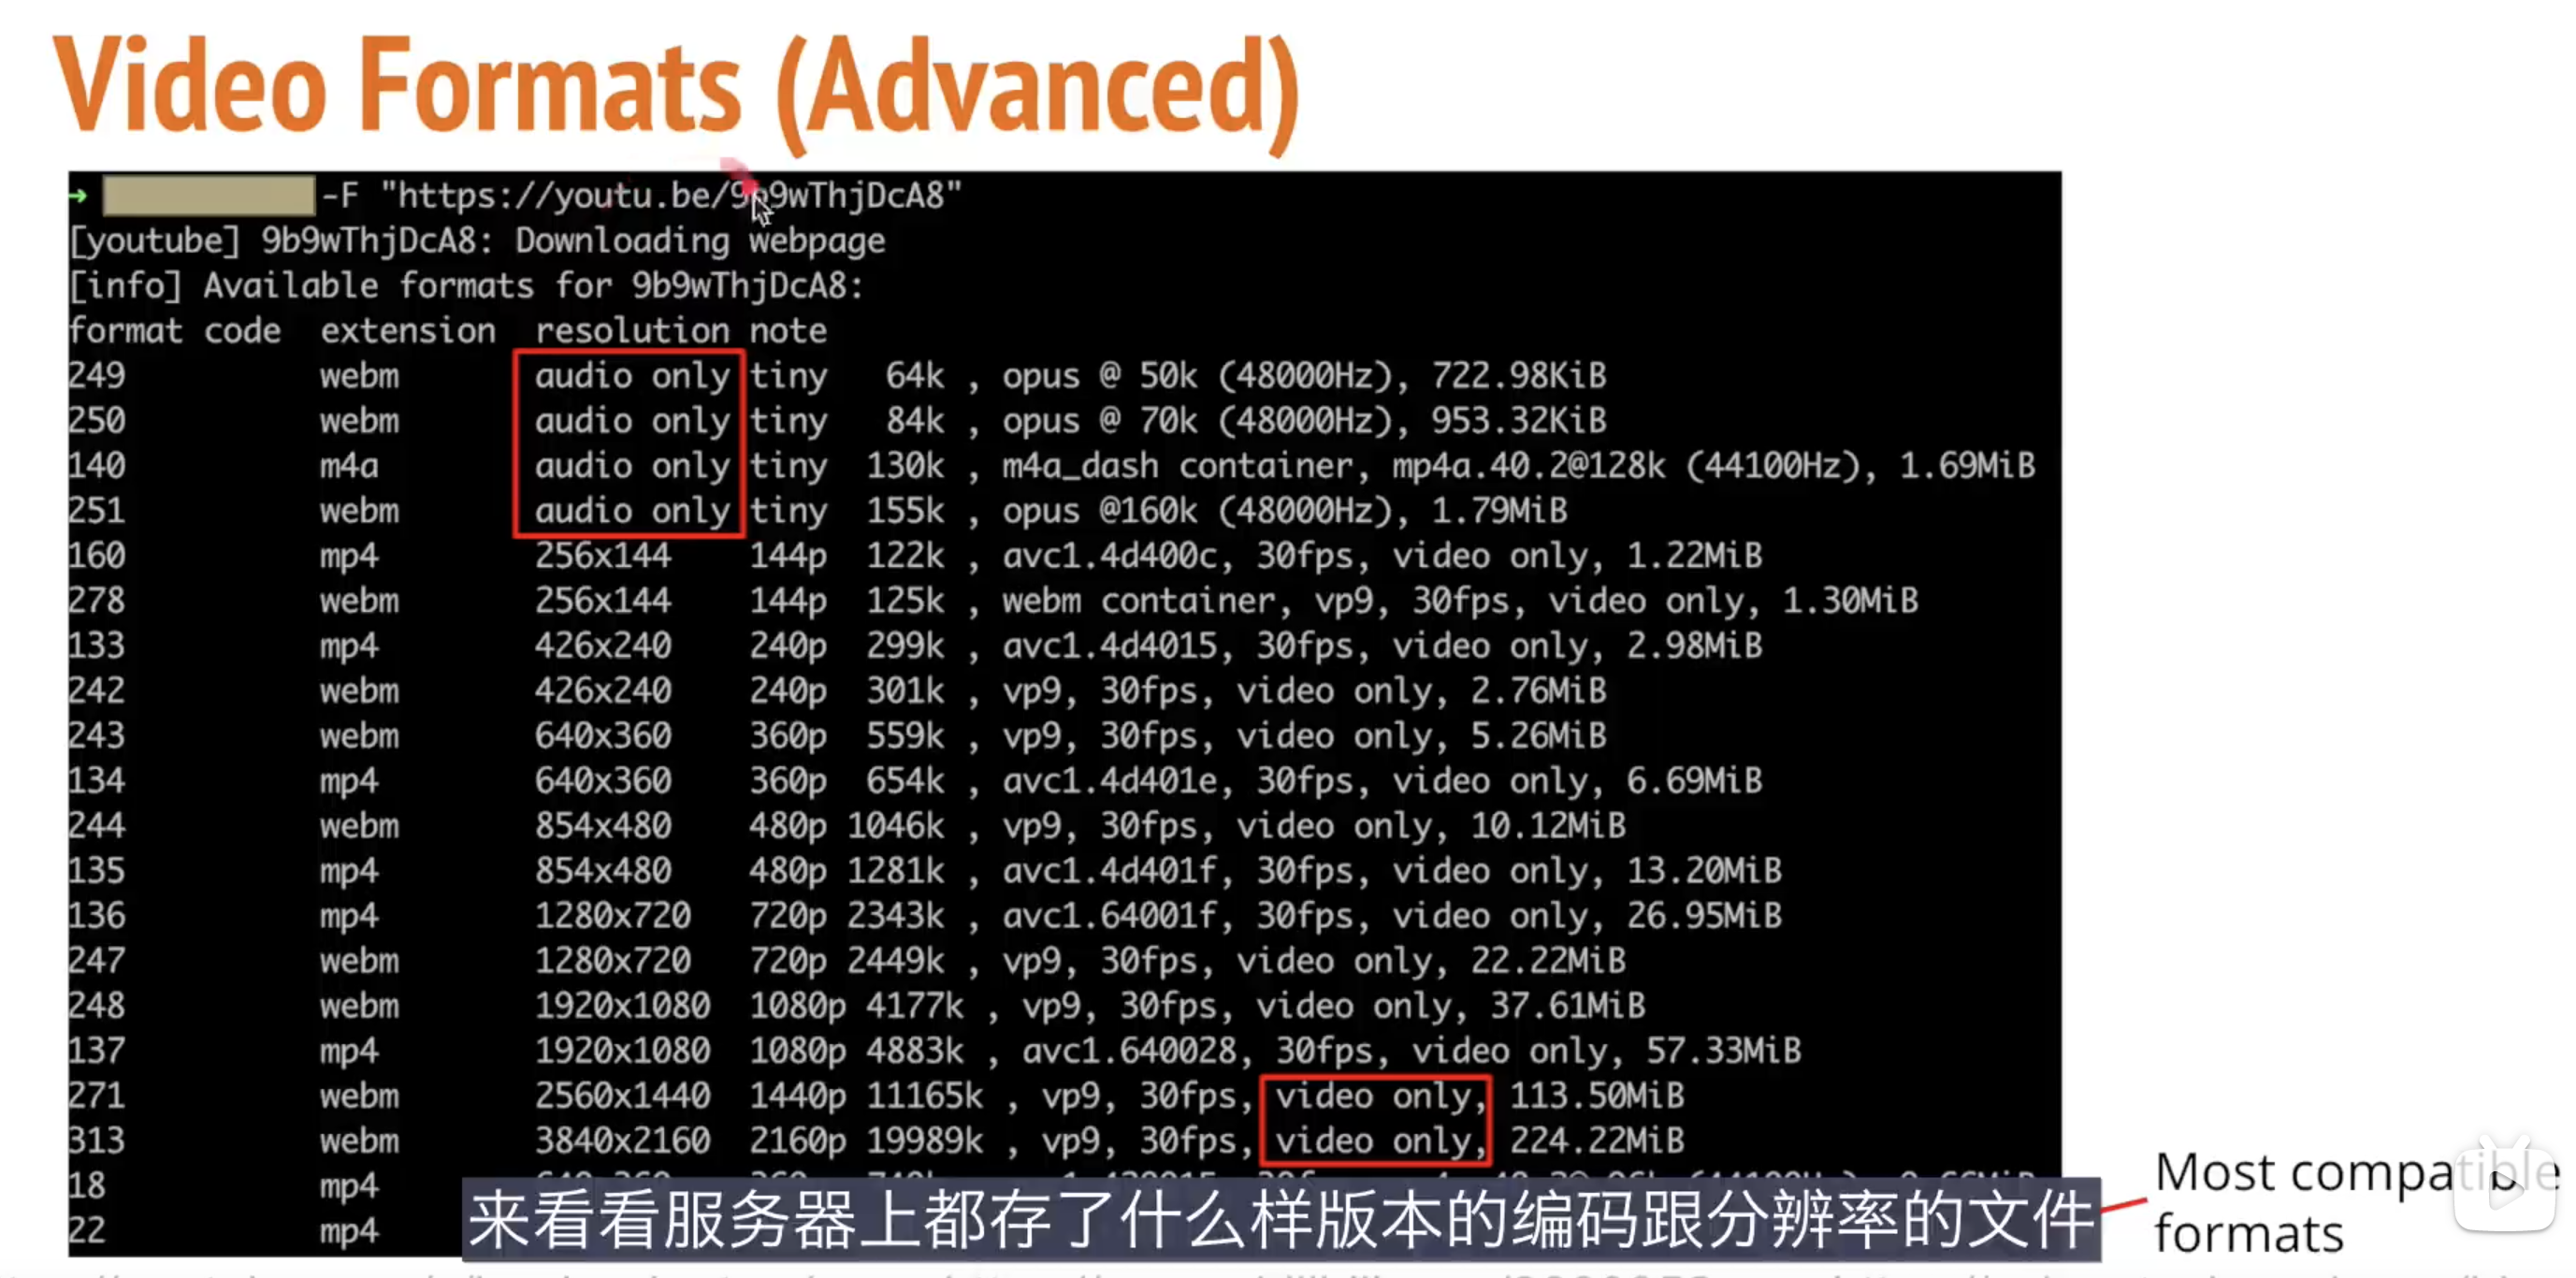 Video Formats (Advanced)
➜ -F "https://youtu.be/9b9wThjDcA8"
[youtube] 9b9wThjDcA8: Downloading webpage
[info] Available formats for 9b9wThjDcA8:
format code extension resolution note
249 webm audio only tiny 64k , opus @ 50k (48000Hz), 722.98KiB
250 webm audio only tiny 84k , opus @ 70k (48000Hz), 953.32KiB
140 m4a audio only tiny 130k , m4a_dash container, mp4a.40.2@128k (44100Hz), 1.69MiB
251 webm audio only tiny 155k , opus @160k (48000Hz), 1.79MiB
160 mp4 256x144 144p 122k , avc1.4d400c, 30fps, video only, 1.22MiB
278 webm 256x144 144p 125k , webm container, vp9, 30fps, video only, 1.30MiB
133 mp4 426x240 240p 299k , avc1.4d4015, 30fps, video only, 2.98MiB
242 webm 426x240 240p 301k , vp9, 30fps, video only, 2.76MiB
243 webm 640x360 360p 559k , vp9, 30fps, video only, 5.26MiB
134 mp4 640x360 360p 654k , avc1.4d401e, 30fps, video only, 6.69MiB
244 webm 854x480 480p 1046k , vp9, 30fps, video only, 10.12MiB
135 mp4 854x480 480p 1281k , avc1.4d401f, 30fps, video only, 13.20MiB
136 mp4 1280x720 720p 2343k , avc1.64001f, 30fps, video only, 26.95MiB
247 webm 1280x720 720p 2449k , vp9, 30fps, video only, 22.22MiB
248 webm 1920x1080 1080p 4177k , vp9, 30fps, video only, 37.61MiB
137 mp4 1920x1080 1080p 4883k , avc1.640028, 30fps, video only, 57.33MiB
271 webm 2560x1440 1440p 11165k , vp9, 30fps, video only, 113.50MiB
313 webm 3840x2160 2160p 19989k , vp9, 30fps, video only, 224.22MiB
18 mp4
22 mp4
来看看服务器上都存了什么样版本的编码跟分辨率的文件
Most compatible
formats